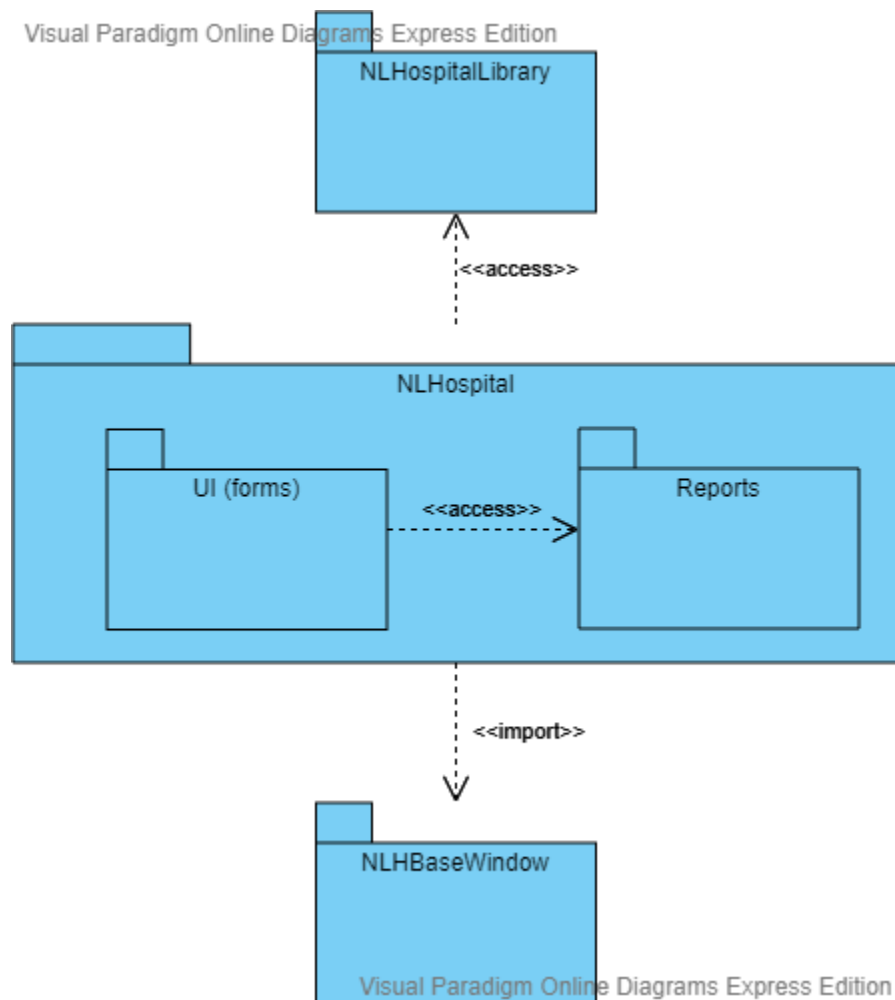 Visual Paradigm Online Diagrams Express Edition
NLHospitalLibrary
<<access>>
NLHospital
UI (forms)
<<access>>
Reports
<<import>>
NLHBaseWindow
Visual Paradigm Online Diagrams Express Edition